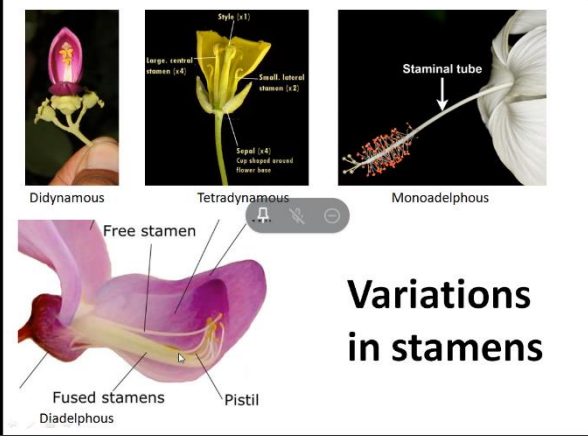 Style (x1)
Large, central
stamen (x4)
Small, lateral
stamen (x2)
Sepal (x4)
Cup shaped around
flower base
Staminal tube
Didynamous
Tetradynamous
Monoadelphous
Free stamen
Variations
in stamens
Fused stamens
Pistil
Diadelphous